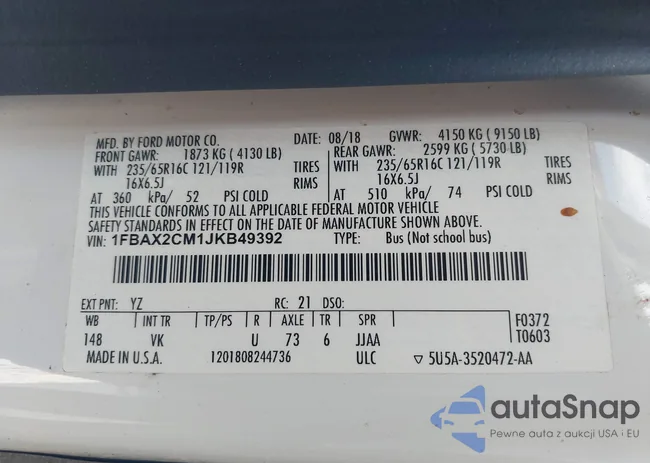 MFD. BY FORD MOTOR CO. DATE: 08/18 GVWR: 4150 KG ( 9150 LB)
FRONT GAWR: 1873 KG ( 4130 LB) REAR GAWR: 2599 KG ( 5730 LB)
WITH 235/65R16C 121/119R TIRES WITH 235/65R16C 121/119R TIRES
16X6.5J RIMS 16X6.5J RIMS
AT 360 kPa/ 52 PSI COLD AT 510 kPa/ 74 PSI COLD
THIS VEHICLE CONFORMS TO ALL APPLICABLE FEDERAL MOTOR VEHICLE
SAFETY STANDARDS IN EFFECT ON THE DATE OF MANUFACTURE SHOWN ABOVE.
VIN: 1FBAX2CM1JKB49392 TYPE: Bus (Not school bus)
EXT PNT: YZ RC: 21 DSO:
WB INT TR TP/PS R AXLE TR SPR F0372
148 VK U 73 6 JJAA T0603
MADE IN U.S.A. 1201808244736 ULC ▽ 5U5A-3520472-AA
autaSnap
Pewne auta z aukcji USA i EU